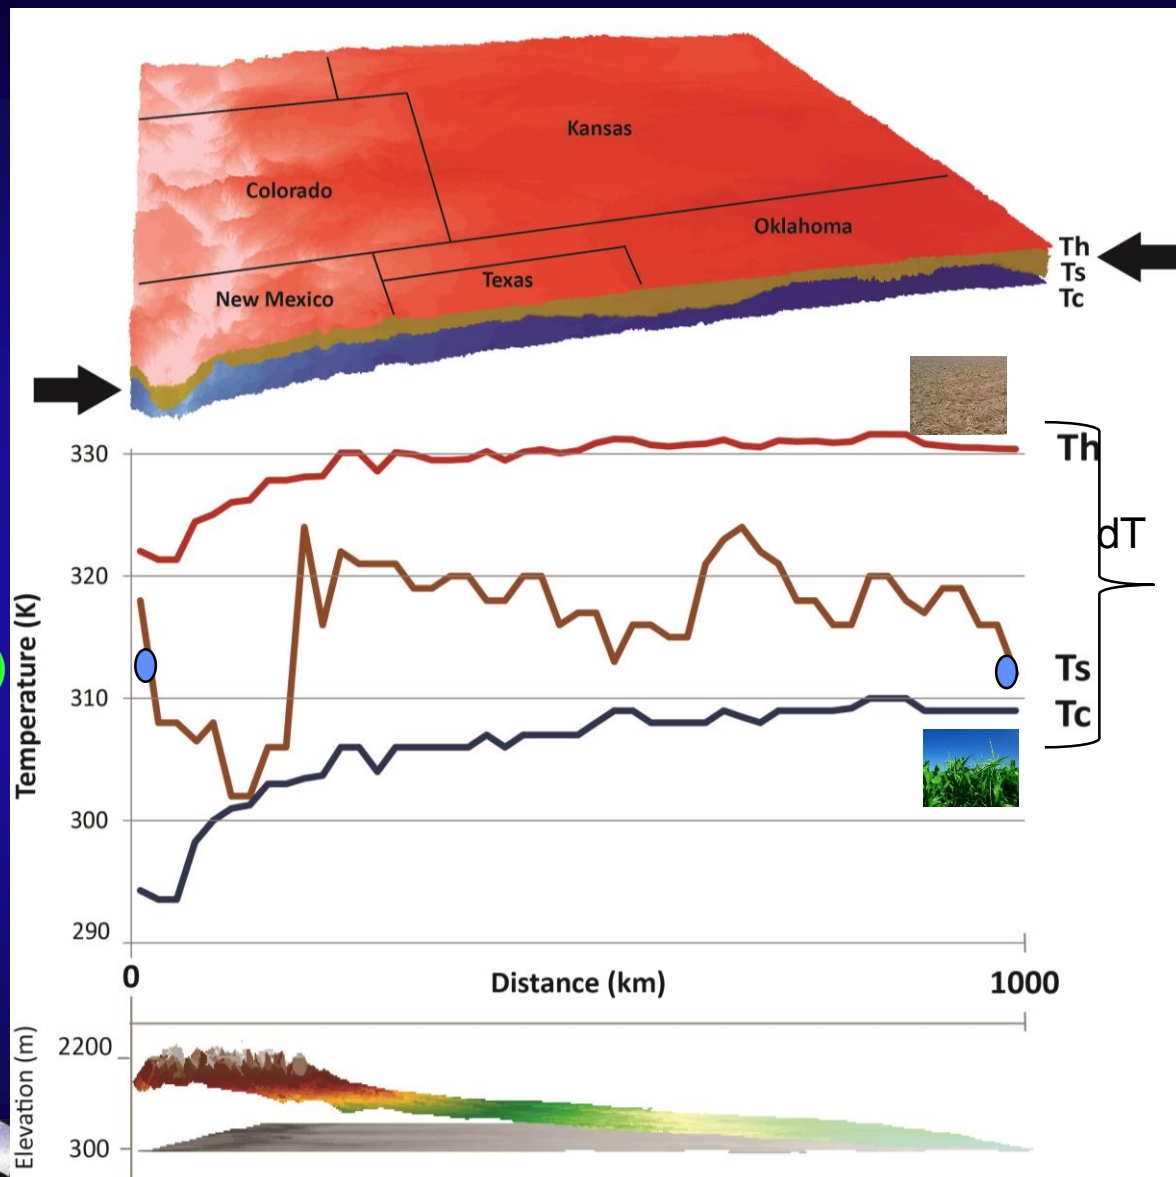 Kansas
Colorado
Oklahoma
Th
Texas
Ts
New Mexico
Tc
330
Th
dT
320
Temperature (K)
310
Ts
Tc
300
290
0
Distance (km)
1000
Elevation (m)
2200
300